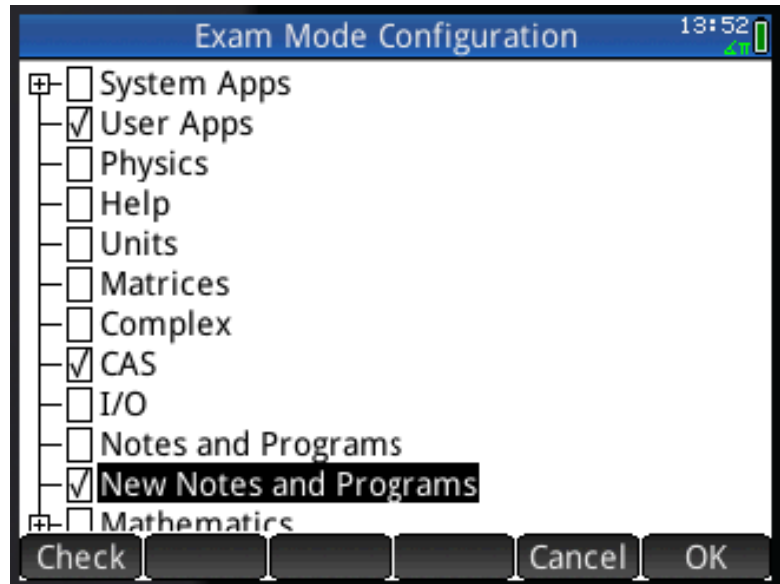 Exam Mode Configuration 13:52
∡π
System Apps
User Apps
Physics
Help
Units
Matrices
Complex
CAS
I/O
Notes and Programs
New Notes and Programs
Mathematics
Check Cancel OK